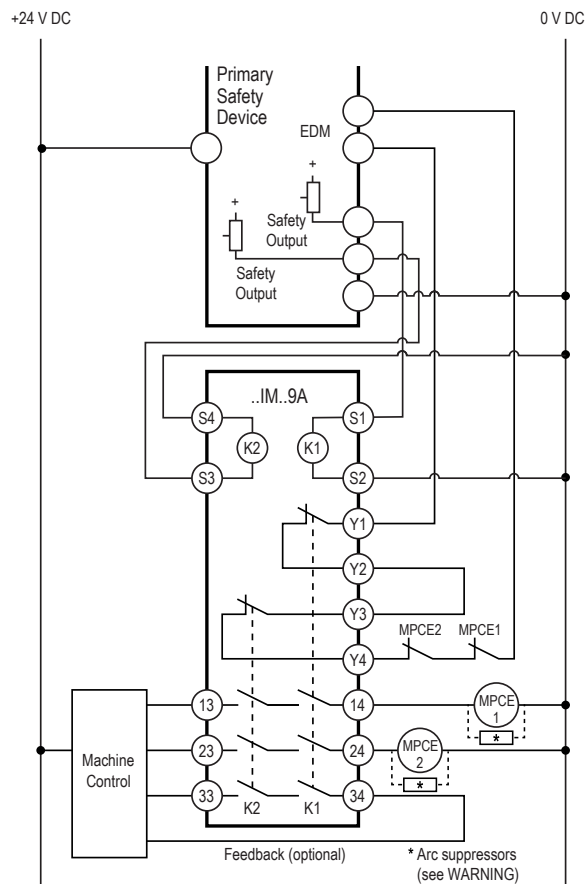 +24 V DC
0 V DC
Primary
Safety
Device
EDM
+
+
Safety
Output
Safety
Output
..IM..9A
S4
S1
K2
K1
S3
S2
Y1
Y2
Y3
MPCE2
MPCE1
Y4
13
14
MPCE
1
*
23
24
MPCE
2
*
Machine
Control
33
K2
K1
34
Feedback (optional)
* Arc suppressors
(see WARNING)